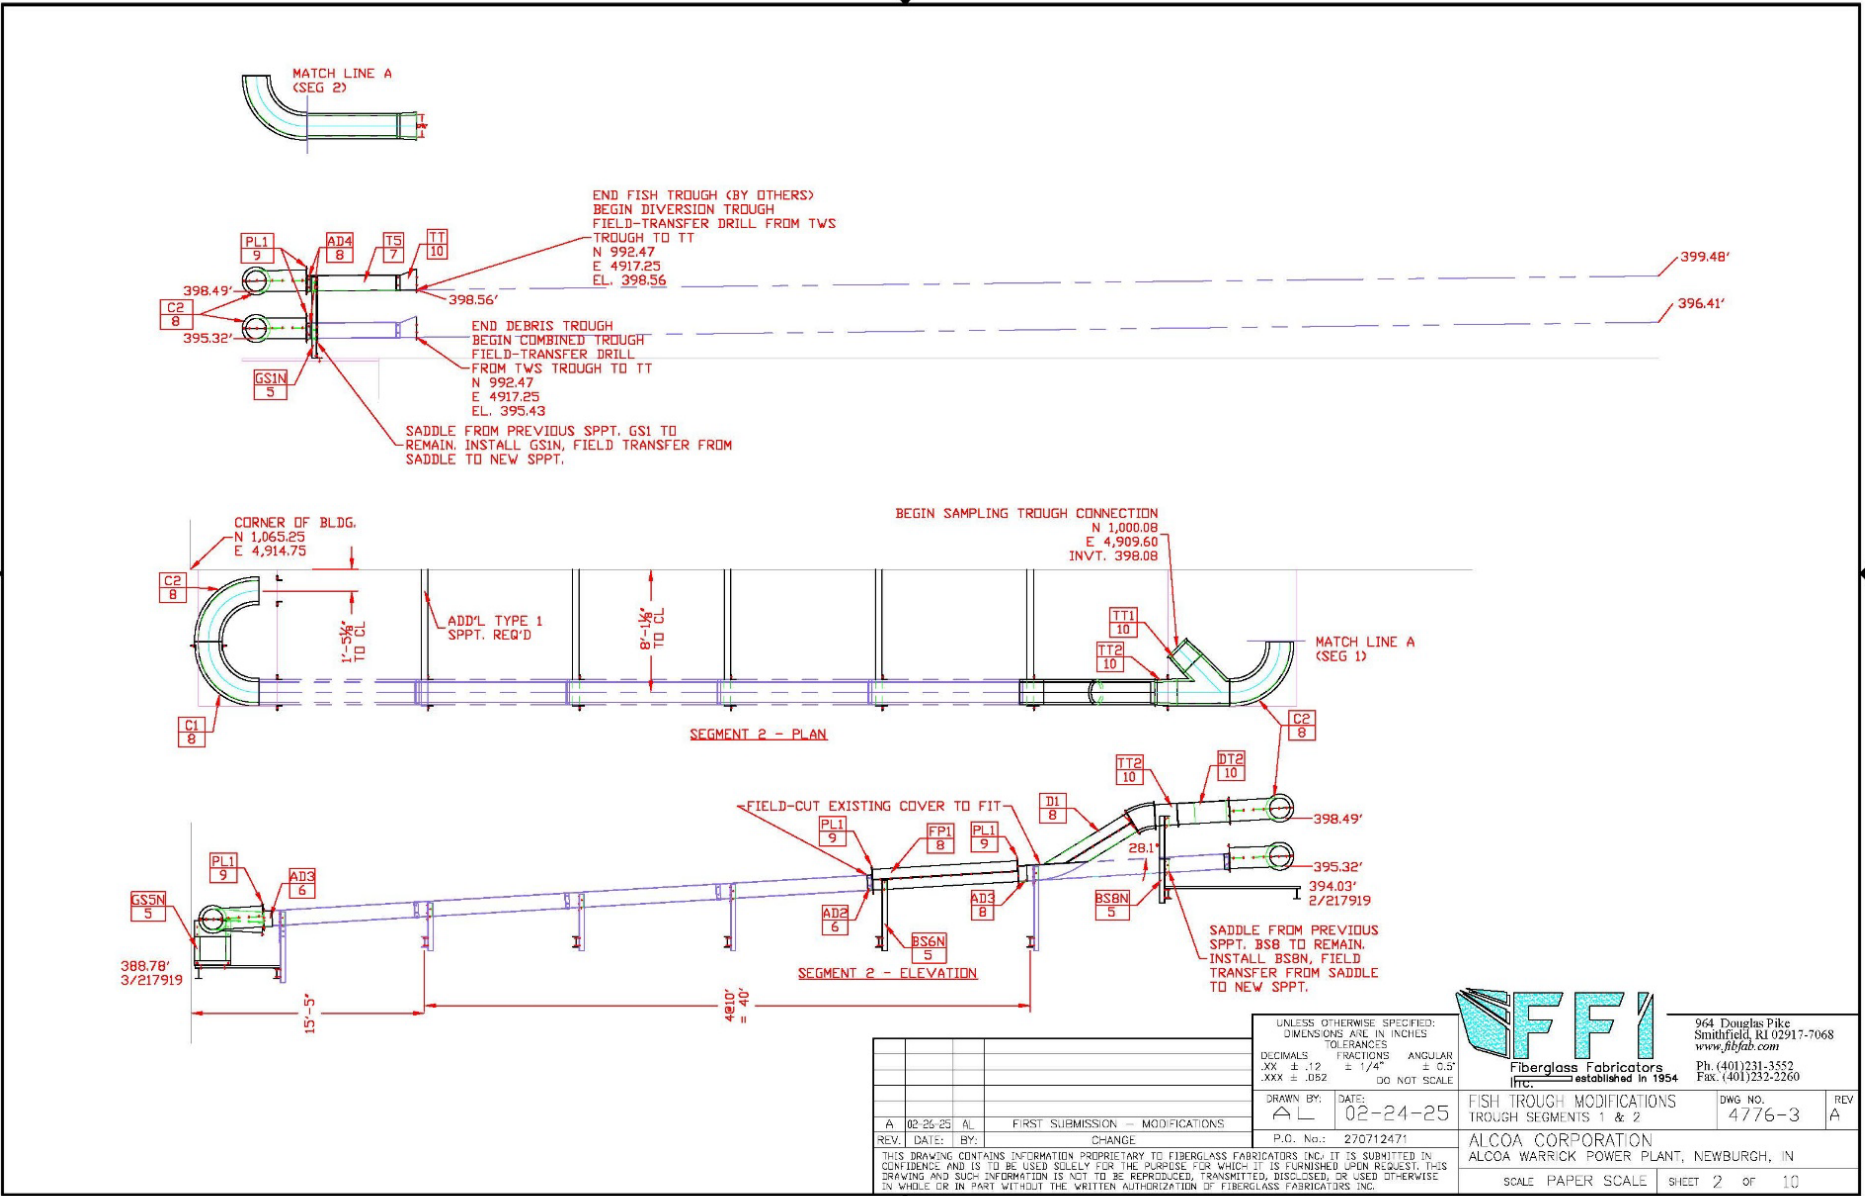 MATCH LINE A
(SEG 2)
END FISH TROUGH (BY OTHERS)
BEGIN DIVERSION TROUGH
FIELD-TRANSFER DRILL FROM TWS
TROUGH TO TT
N 992.47
E 4917.25
EL. 398.56
PL1
9
AD4
8
T5
7
TT
10
399.48'
396.41'
398.49'
398.56'
C2
8
395.32'
END DEBRIS TROUGH
BEGIN COMBINED TROUGH
FIELD-TRANSFER DRILL
FROM TWS TROUGH TO TT
N 992.47
E 4917.25
EL. 395.43
GS1N
5
SADDLE FROM PREVIOUS SPPT. GS1 TO
REMAIN. INSTALL GS1N, FIELD TRANSFER FROM
SADDLE TO NEW SPPT.
CORNER OF BLDG.
N 1,065.25
E 4,914.75
BEGIN SAMPLING TROUGH CONNECTION
N 1,000.08
E 4,909.60
INVT. 398.08
C2
8
1'-5⅝"
TO CL
ADD'L TYPE 1
SPPT. REQ'D
8'-1⅛"
TO CL
TT1
10
TT2
10
MATCH LINE A
(SEG 1)
C1
8
C2
8
SEGMENT 2 - PLAN
TT2
10
DT2
10
FIELD-CUT EXISTING COVER TO FIT
D1
8
PL1
9
FP1
8
PL1
9
398.49'
28.1°
395.32'
394.03'
2/217919
PL1
9
AD3
6
GS5N
5
AD2
6
BS6N
5
AD3
8
BS8N
5
388.78'
3/217919
SEGMENT 2 - ELEVATION
SADDLE FROM PREVIOUS
SPPT. BS8 TO REMAIN.
INSTALL BS8N, FIELD
TRANSFER FROM SADDLE
TO NEW SPPT.
15'-5"
4@10'
= 40'
UNLESS OTHERWISE SPECIFIED:
DIMENSIONS ARE IN INCHES
TOLERANCES
DECIMALS FRACTIONS ANGULAR
.XX ± .12 ± 1/4" ± 0.5°
.XXX ± .062 DO NOT SCALE
FFI
Fiberglass Fabricators
Inc. established in 1954
964 Douglas Pike
Smithfield, RI 02917-7068
www.fibfab.com
Ph. (401)231-3552
Fax. (401)232-2260
DRAWN BY: AL
DATE: 02-24-25
P.O. No.: 270712471
FISH TROUGH MODIFICATIONS
TROUGH SEGMENTS 1 & 2
DWG NO. 4776-3
REV A
ALCOA CORPORATION
ALCOA WARRICK POWER PLANT, NEWBURGH, IN
SCALE PAPER SCALE
SHEET 2 OF 10
A 02-26-25 AL FIRST SUBMISSION - MODIFICATIONS
REV. DATE: BY: CHANGE
THIS DRAWING CONTAINS INFORMATION PROPRIETARY TO FIBERGLASS FABRICATORS INC. IT IS SUBMITTED IN
CONFIDENCE AND IS TO BE USED SOLELY FOR THE PURPOSE FOR WHICH IT IS FURNISHED UPON REQUEST. THIS
DRAWING AND SUCH INFORMATION IS NOT TO BE REPRODUCED, TRANSMITTED, DISCLOSED, OR USED OTHERWISE
IN WHOLE OR IN PART WITHOUT THE WRITTEN AUTHORIZATION OF FIBERGLASS FABRICATORS INC.